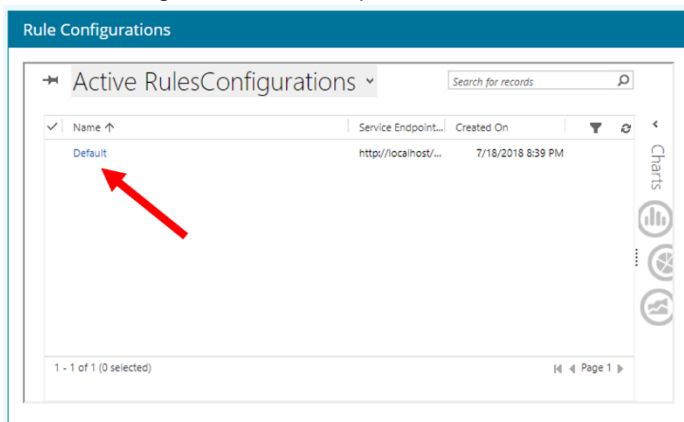 Rule Configurations
Active RulesConfigurations
Search for records
Name ↑ Service Endpoint... Created On
Default http://localhost/... 7/18/2018 8:39 PM
Charts
1 - 1 of 1 (0 selected) Page 1